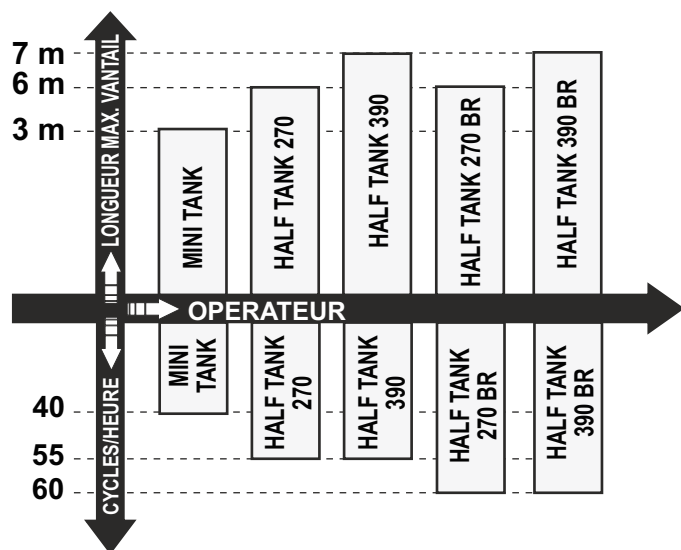 7 m
6 m
3 m
LONGUEUR MAX. VANTAIL
MINI TANK
HALF TANK 270
HALF TANK 390
HALF TANK 270 BR
HALF TANK 390 BR
OPERATEUR
CYCLES/HEURE
40
55
60
MINI
TANK
HALF TANK
270
HALF TANK
390
HALF TANK
270 BR
HALF TANK
390 BR